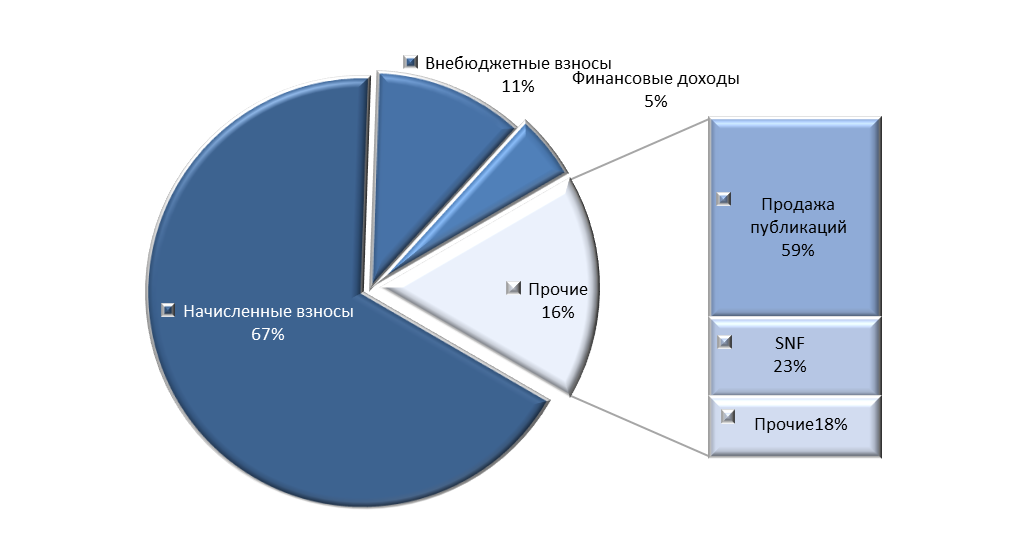 Внебюджетные взносы
11%
Финансовые доходы
5%
Начисленные взносы
67%
Прочие
16%
Продажа
публикаций
59%
SNF
23%
Прочие18%